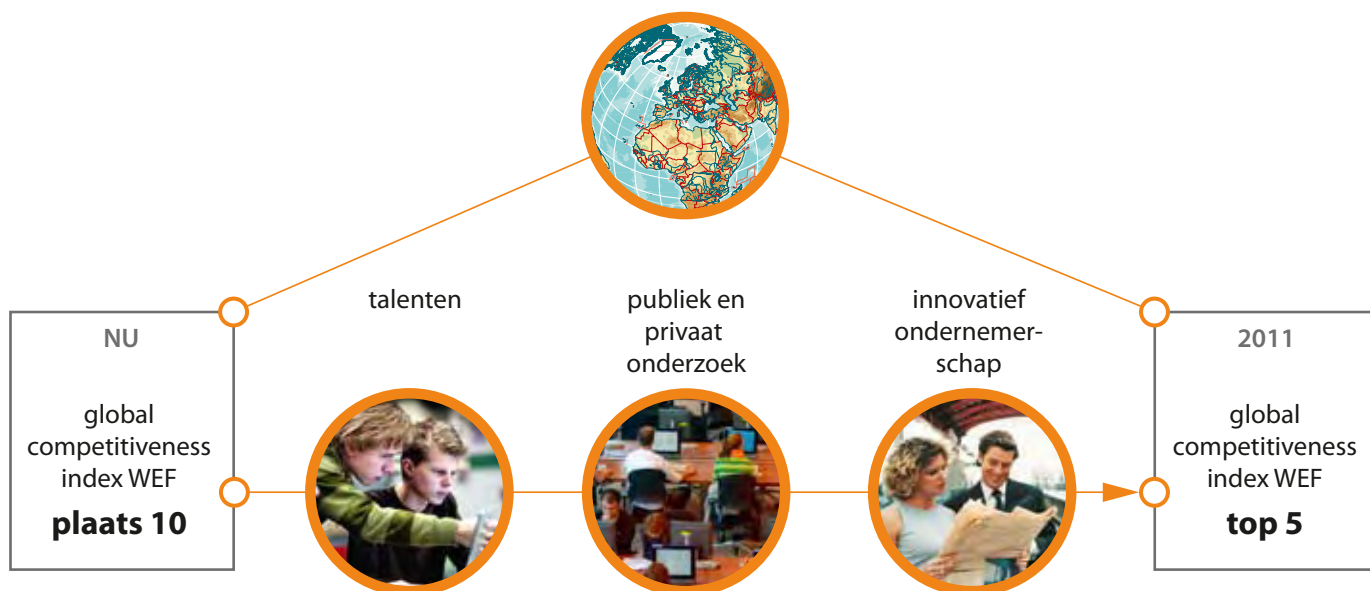 talenten
publiek en
privaat
onderzoek
innovatief
ondernemer-
schap
NU
global
competitiveness
index WEF
plaats 10
2011
global
competitiveness
index WEF
top 5